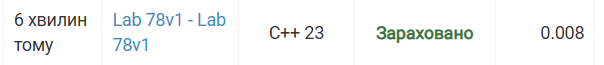 6 хвилин
тому
Lab 78v1 - Lab
78v1
C++ 23
Зараховано
0.008